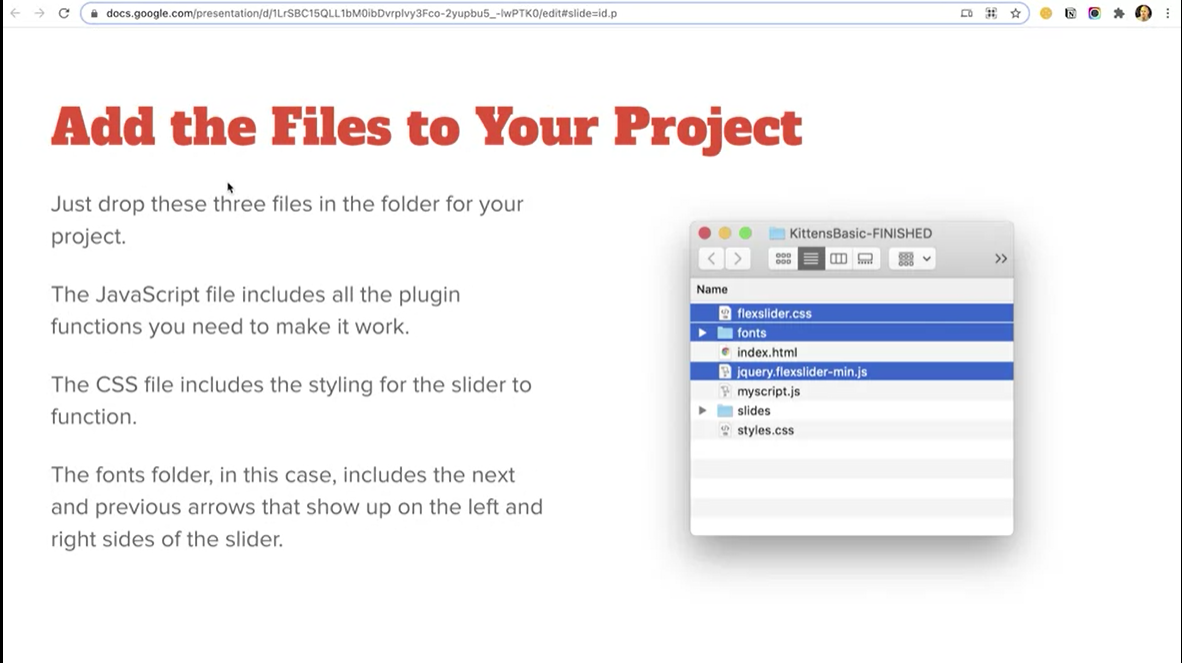 docs.google.com/presentation/d/1LrSBC15QLL1bM0ibDvrplvy3Fco-2yupbu5_-lwPTK0/edit#slide=id.p
Add the Files to Your Project
Just drop these three files in the folder for your
project.
The JavaScript file includes all the plugin
functions you need to make it work.
The CSS file includes the styling for the slider to
function.
The fonts folder, in this case, includes the next
and previous arrows that show up on the left and
right sides of the slider.
KittensBasic-FINISHED
Name
flexslider.css
fonts
index.html
jquery.flexslider-min.js
myscript.js
slides
styles.css